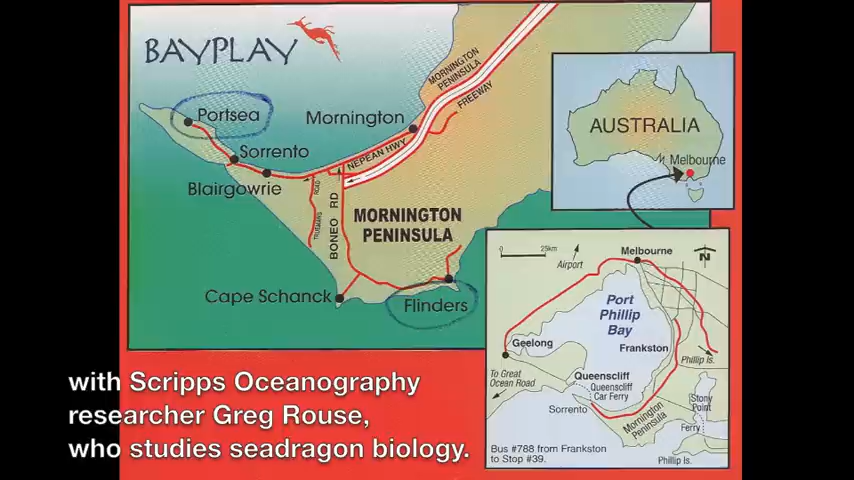 BAYPLAY
Portsea
Mornington
MORNINGTON
PENINSULA
FREEWAY
NEPEAN HWY
Sorrento
Blairgowrie
TRUEMANS
ROAD
BONEO RD
MORNINGTON
PENINSULA
Cape Schanck
Flinders
AUSTRALIA
Melbourne
0
25km
Airport
Melbourne
N
Port
Phillip
Bay
Geelong
Frankston
Phillip Is.
To Great
Ocean Road
Queenscliff
Queenscliff
Car Ferry
Sorrento
Mornington
Peninsula
Stony
Point
Ferry
Phillip Is.
Bus #788 from Frankston
to Stop #39.
with Scripps Oceanography
researcher Greg Rouse,
who studies seadragon biology.